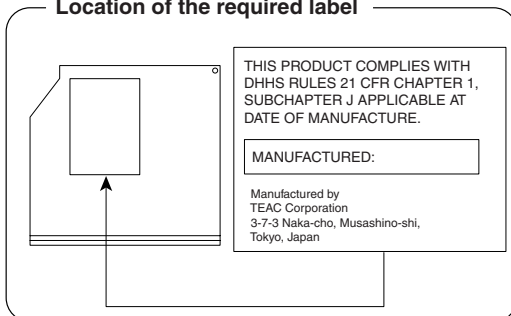 Location of the required label
THIS PRODUCT COMPLIES WITH
DHHS RULES 21 CFR CHAPTER 1,
SUBCHAPTER J APPLICABLE AT
DATE OF MANUFACTURE.
MANUFACTURED:
Manufactured by
TEAC Corporation
3-7-3 Naka-cho, Musashino-shi,
Tokyo, Japan